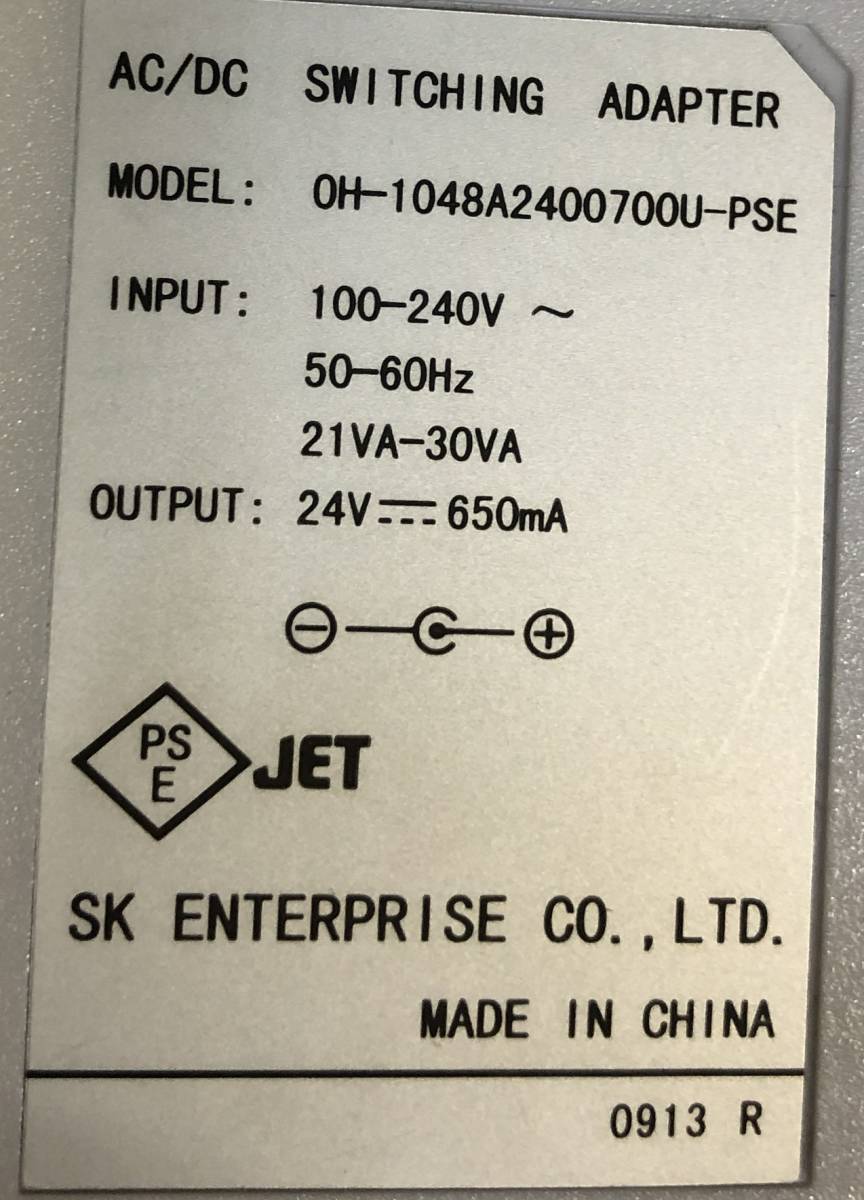 AC/DC SWITCHING ADAPTER
MODEL: OH-1048A2400700U-PSE
INPUT: 100-240V ~
50-60Hz
21VA-30VA
OUTPUT: 24V⎓650mA
PS
E
JET
SK ENTERPRISE CO.,LTD.
MADE IN CHINA
0913 R